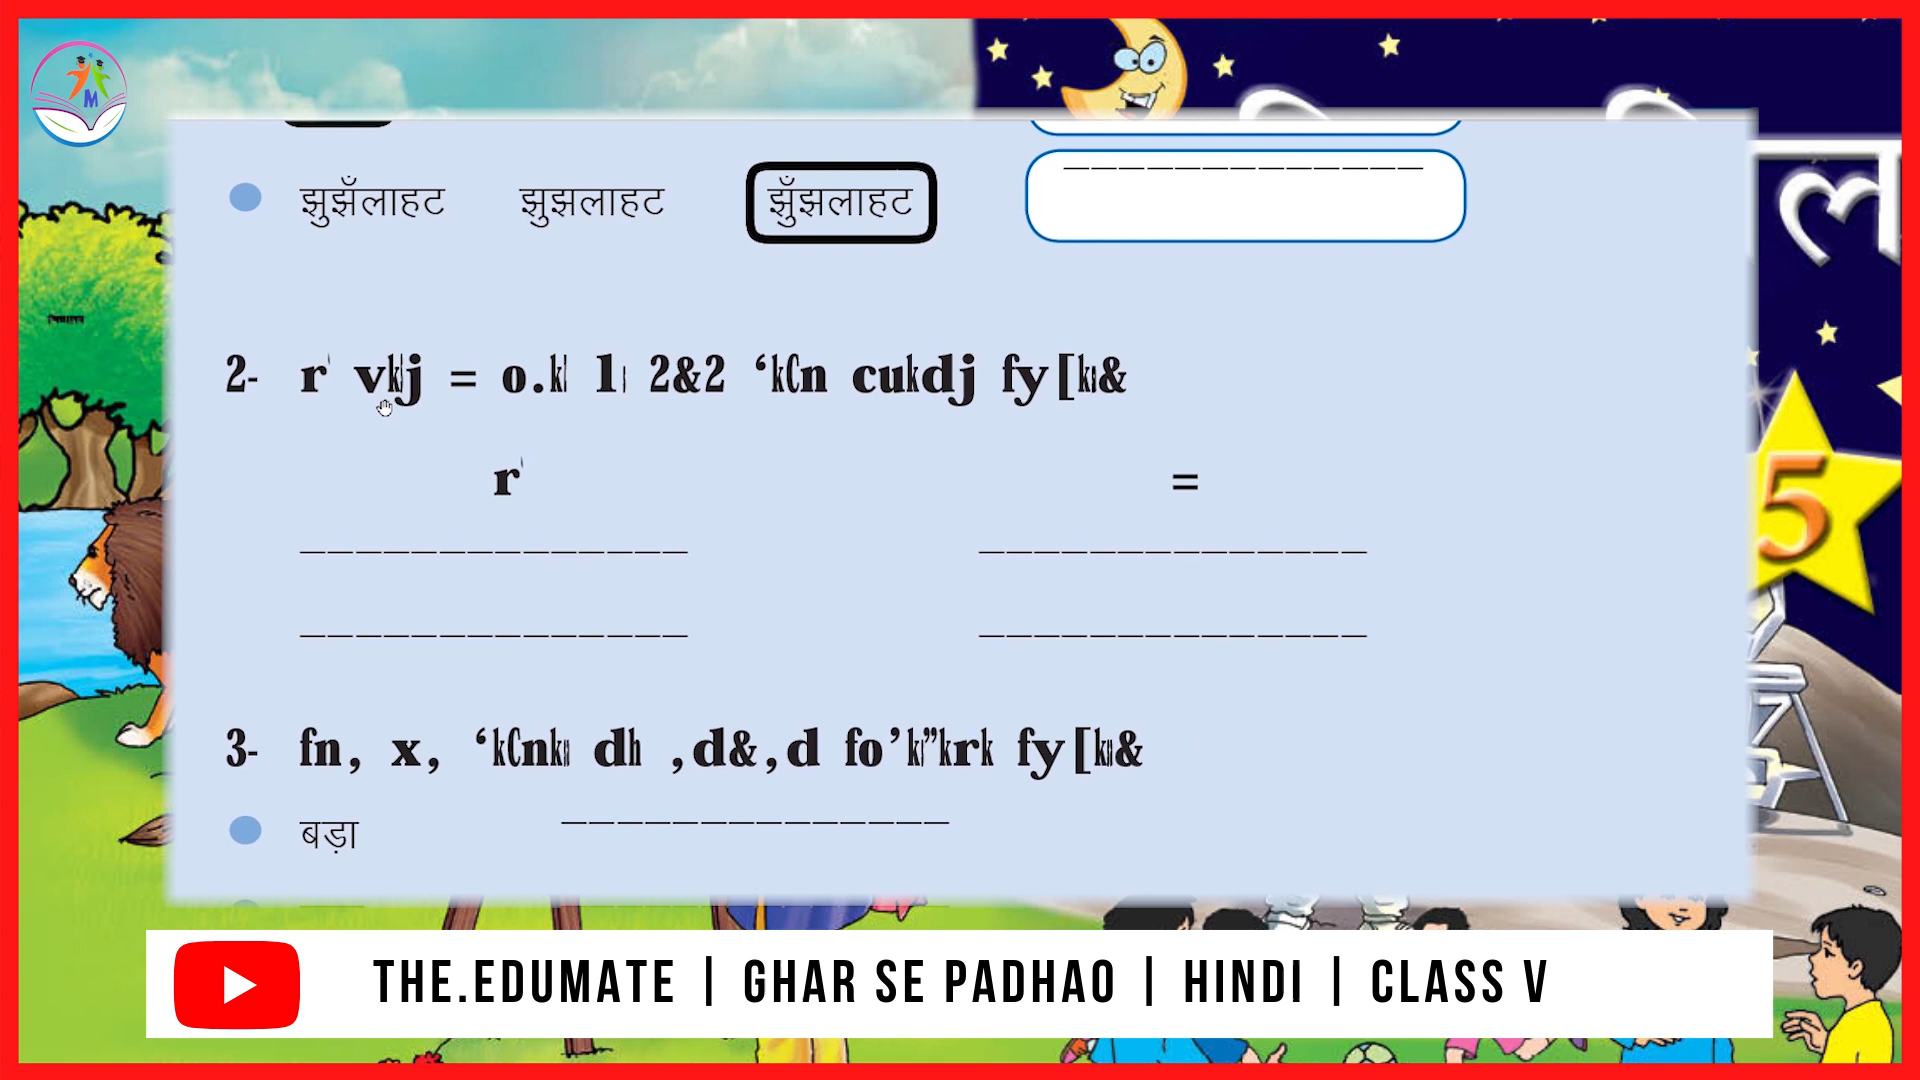 M
ल
5
झुझँलाहट झुझलाहट झुँझलाहट
2- r vkj = o.k 1 2&2 ‘kCn cukdj fy[k&
r =
3- fn, x, ‘kCnk dh ,d&,d fo’k”krk fy[k&
बड़ा
THE.EDUMATE | GHAR SE PADHAO | HINDI | CLASS V